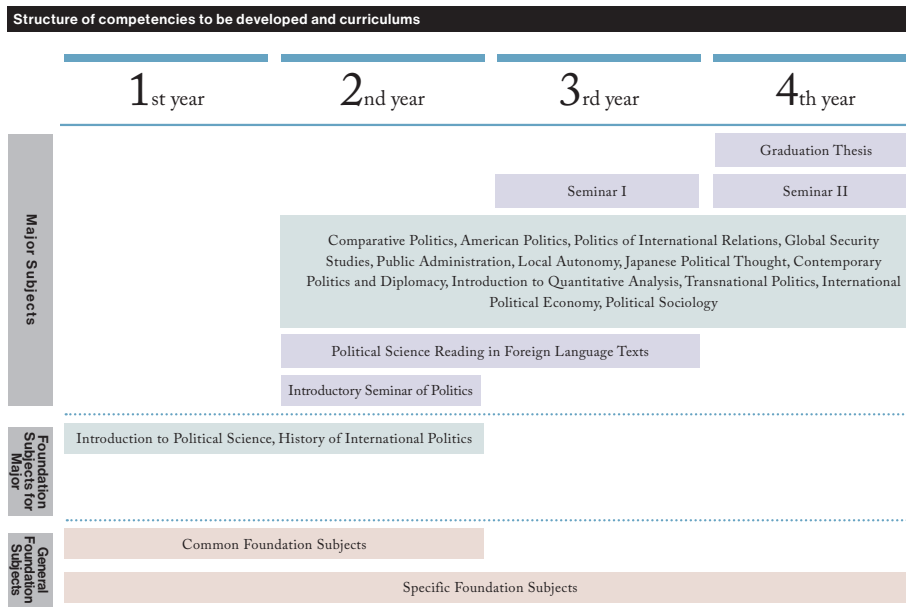 Structure of competencies to be developed and curriculums
1st year
2nd year
3rd year
4th year
Major Subjects
Graduation Thesis
Seminar I
Seminar II
Comparative Politics, American Politics, Politics of International Relations, Global Security
Studies, Public Administration, Local Autonomy, Japanese Political Thought, Contemporary
Politics and Diplomacy, Introduction to Quantitative Analysis, Transnational Politics, International
Political Economy, Political Sociology
Political Science Reading in Foreign Language Texts
Introductory Seminar of Politics
Foundation
Subjects for
Major
Introduction to Political Science, History of International Politics
General
Foundation
Subjects
Common Foundation Subjects
Specific Foundation Subjects